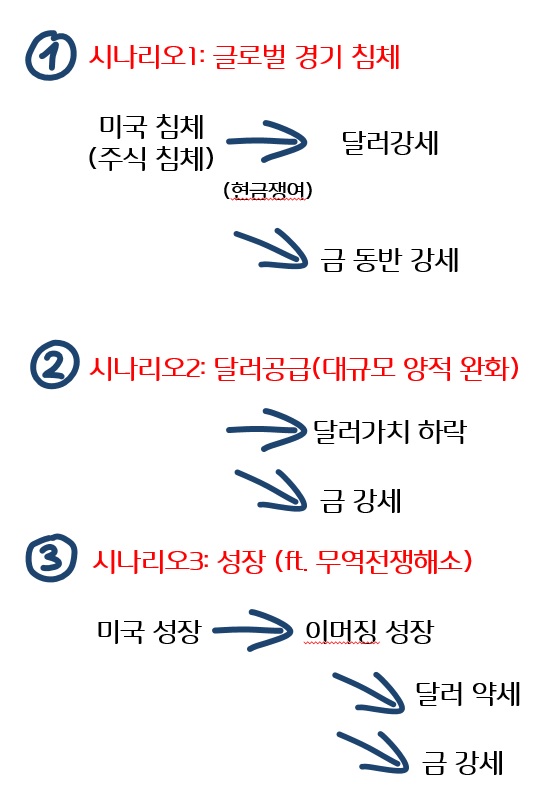 1 시나리오1: 글로벌 경기 침체
미국 침체
(주식 침체)
달러강세
(현금쟁여)
금 동반 강세
2 시나리오2: 달러공급(대규모 양적 완화)
달러가치 하락
금 강세
3 시나리오3: 성장 (ft. 무역전쟁해소)
미국 성장 이머징 성장
달러 약세
금 강세